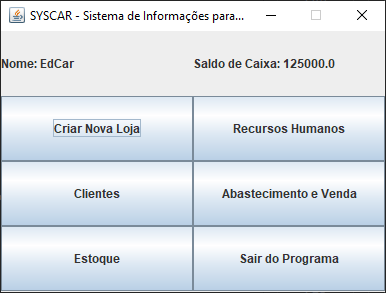 SYSCAR - Sistema de Informações para...
Nome: EdCar
Saldo de Caixa: 125000.0
Criar Nova Loja
Recursos Humanos
Clientes
Abastecimento e Venda
Estoque
Sair do Programa